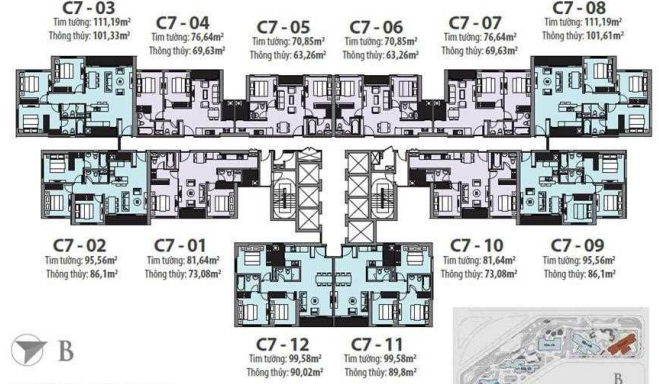 C7 - 03
Tim tường: 111,19m²
Thông thủy: 101,33m²
C7 - 04
Tim tường: 76,64m²
Thông thủy: 69,63m²
C7 - 05
Tim tường: 70,85m²
Thông thủy: 63,26m²
C7 - 06
Tim tường: 70,85m²
Thông thủy: 63,26m²
C7 - 07
Tim tường: 76,64m²
Thông thủy: 69,63m²
C7 - 08
Tim tường: 111,19m²
Thông thủy: 101,61m²
C7 - 02
Tim tường: 95,56m²
Thông thủy: 86,1m²
C7 - 01
Tim tường: 81,64m²
Thông thủy: 73,08m²
C7 - 10
Tim tường: 81,64m²
Thông thủy: 73,08m²
C7 - 09
Tim tường: 95,56m²
Thông thủy: 86,1m²
C7 - 12
Tim tường: 99,58m²
Thông thủy: 90,02m²
C7 - 11
Tim tường: 99,58m²
Thông thủy: 89,8m²
B
B